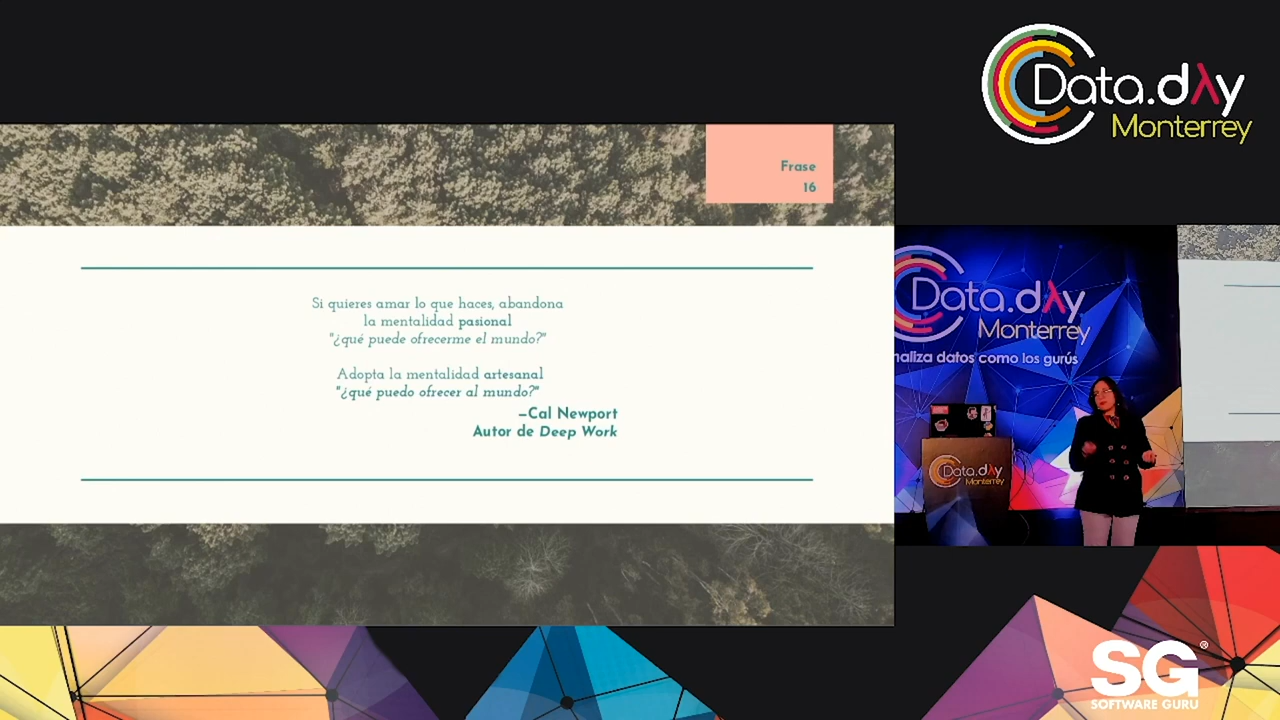 Data.dλy
Monterrey
Frase
16
Si quieres amar lo que haces, abandona
la mentalidad pasional
"¿qué puede ofrecerme el mundo?"
Adopta la mentalidad artesanal
"¿qué puedo ofrecer al mundo?"
—Cal Newport
Autor de Deep Work
Data.dλy
Monterrey
naliza datos como los gurús
Data.dλy
Monterrey
SG®
SOFTWARE GURU